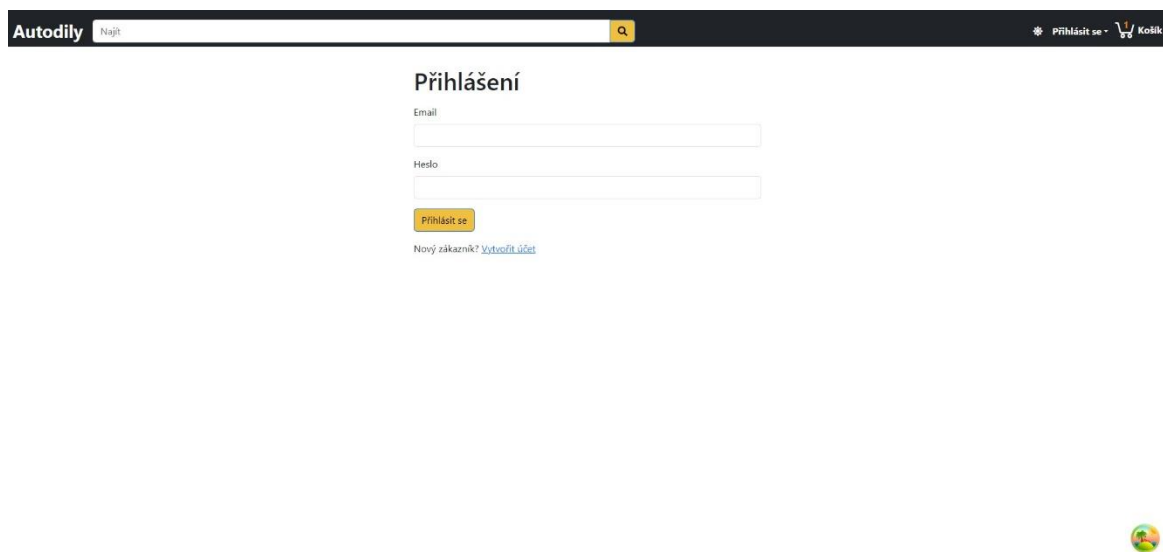 Autodily Najít Přihlásit se 1 Košík
Přihlášení
Email
Heslo
Přihlásit se
Nový zákazník? Vytvořit účet